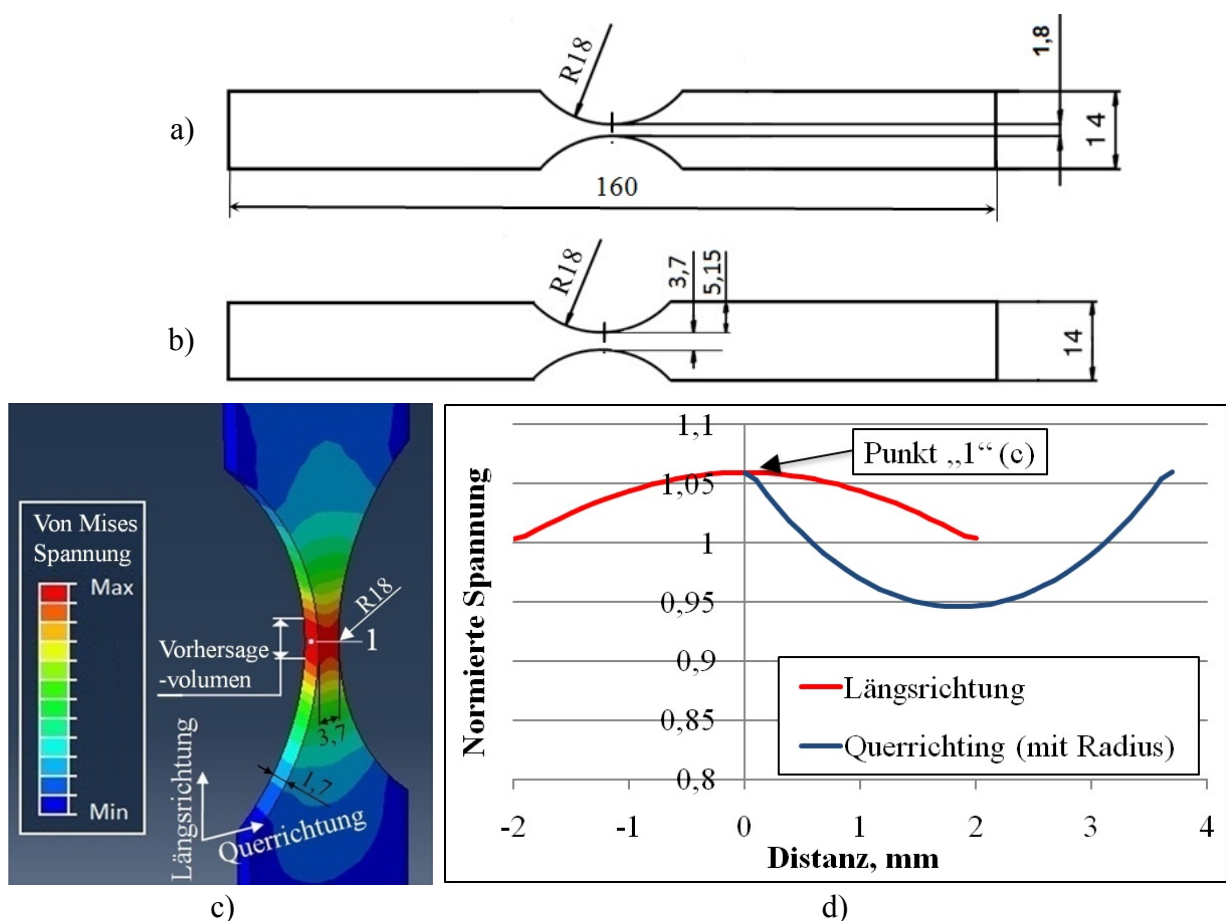 a)
R18
1,8
14
160
b)
R18
3,7
5,15
14
Von Mises
Spannung
Max
Min
Vorhersage
-volumen
R18
1
3,7
1,7
Längsrichtung
Querrichtung
c)
Normierte Spannung
1,1
1,05
1
0,95
0,9
0,85
0,8
Punkt „1“ (c)
Längsrichtung
Querrichting (mit Radius)
-2 -1 0 1 2 3 4
Distanz, mm
d)